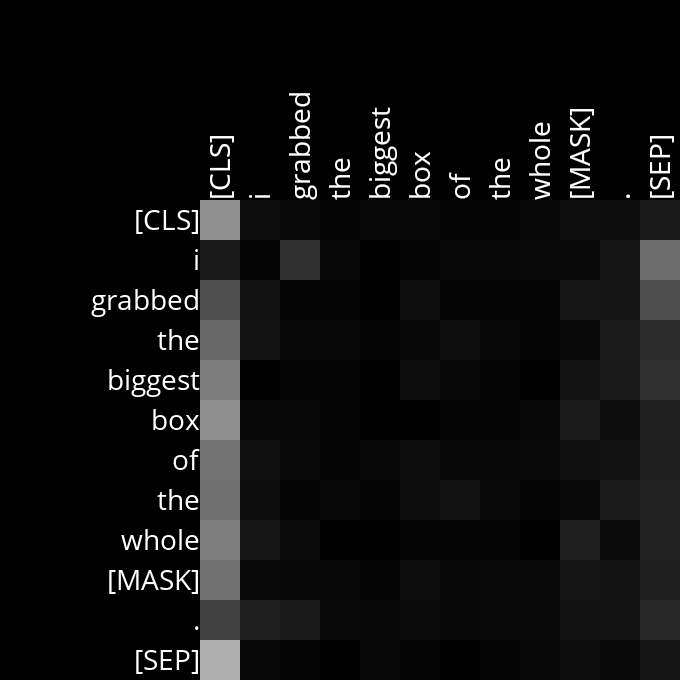 [CLS] i grabbed the biggest box of the whole [MASK] . [SEP]
[CLS]
i
grabbed
the
biggest
box
of
the
whole
[MASK]
.
[SEP]